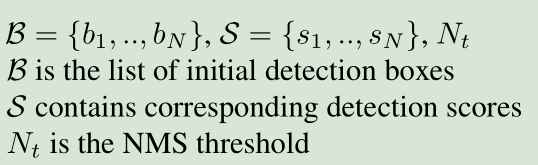 𝓑 = {b₁, .., b_N}, 𝓢 = {s₁, .., s_N}, N_t
𝓑 is the list of initial detection boxes
𝓢 contains corresponding detection scores
N_t is the NMS threshold